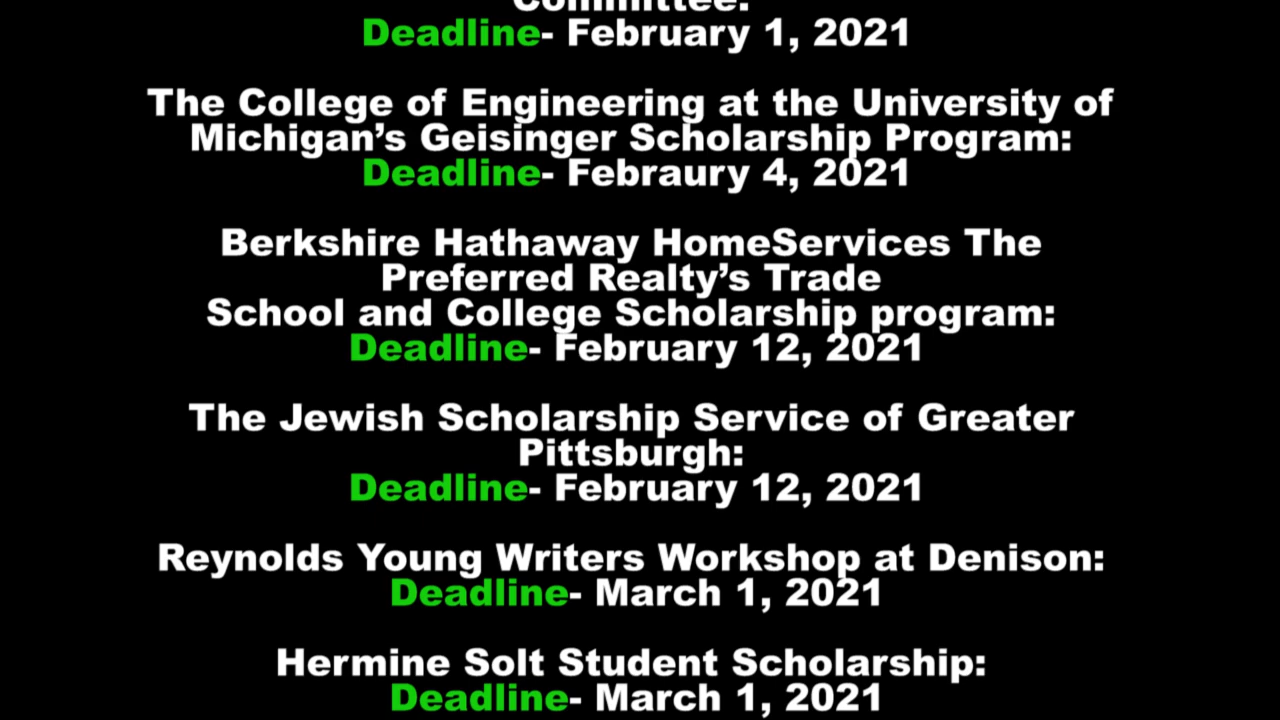 Committee:
Deadline- February 1, 2021
The College of Engineering at the University of
Michigan’s Geisinger Scholarship Program:
Deadline- Febraury 4, 2021
Berkshire Hathaway HomeServices The
Preferred Realty’s Trade
School and College Scholarship program:
Deadline- February 12, 2021
The Jewish Scholarship Service of Greater
Pittsburgh:
Deadline- February 12, 2021
Reynolds Young Writers Workshop at Denison:
Deadline- March 1, 2021
Hermine Solt Student Scholarship:
Deadline- March 1, 2021